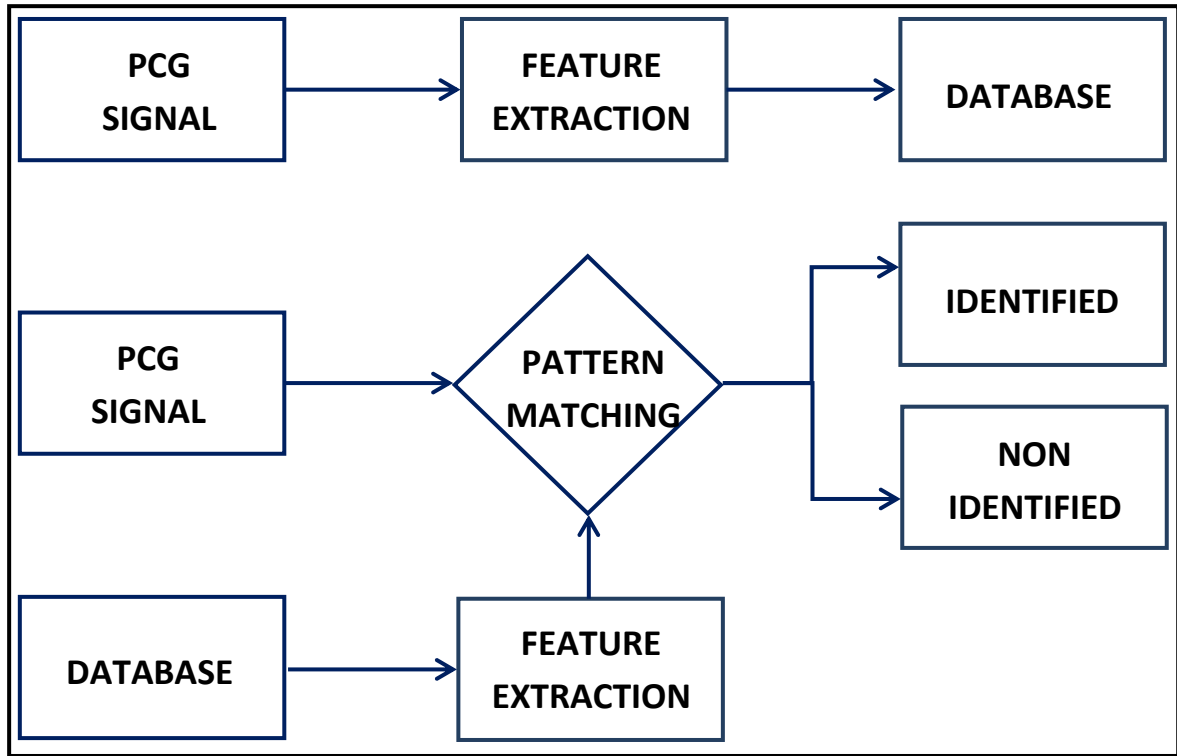 PCG
SIGNAL
FEATURE
EXTRACTION
DATABASE
IDENTIFIED
PCG
SIGNAL
PATTERN
MATCHING
NON
IDENTIFIED
DATABASE
FEATURE
EXTRACTION